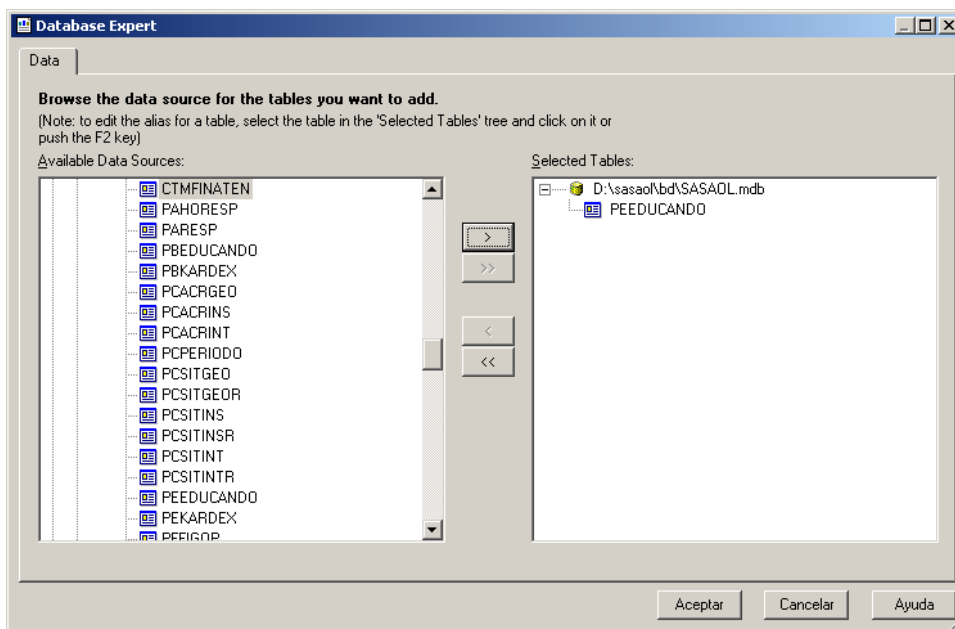 Database Expert
Data
Browse the data source for the tables you want to add.
(Note: to edit the alias for a table, select the table in the 'Selected Tables' tree and click on it or
push the F2 key)
Available Data Sources:
Selected Tables:
CTMFINATEN
PAHORESP
PARESP
PBEDUCANDO
PBKARDEX
PCACRGEO
PCACRINS
PCACRINT
PCPERIODO
PCSITGEO
PCSITGEOR
PCSITINS
PCSITINSR
PCSITINT
PCSITINTR
PEEDUCANDO
PEKARDEX
>
>>
<
<<
D:\sasaol\bd\SASAOL.mdb
PEEDUCANDO
Aceptar
Cancelar
Ayuda